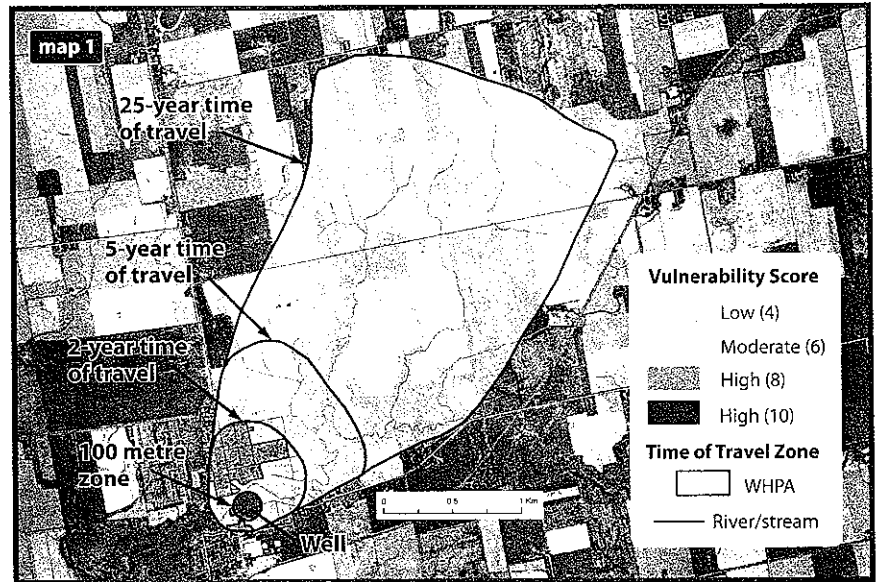 map 1
25-year time
of travel
5-year time
of travel
2-year time
of travel
100 metre
zone
Well
Vulnerability Score
Low (4)
Moderate (6)
High (8)
High (10)
Time of Travel Zone
WHPA
River/stream
0 0.5 1 Km